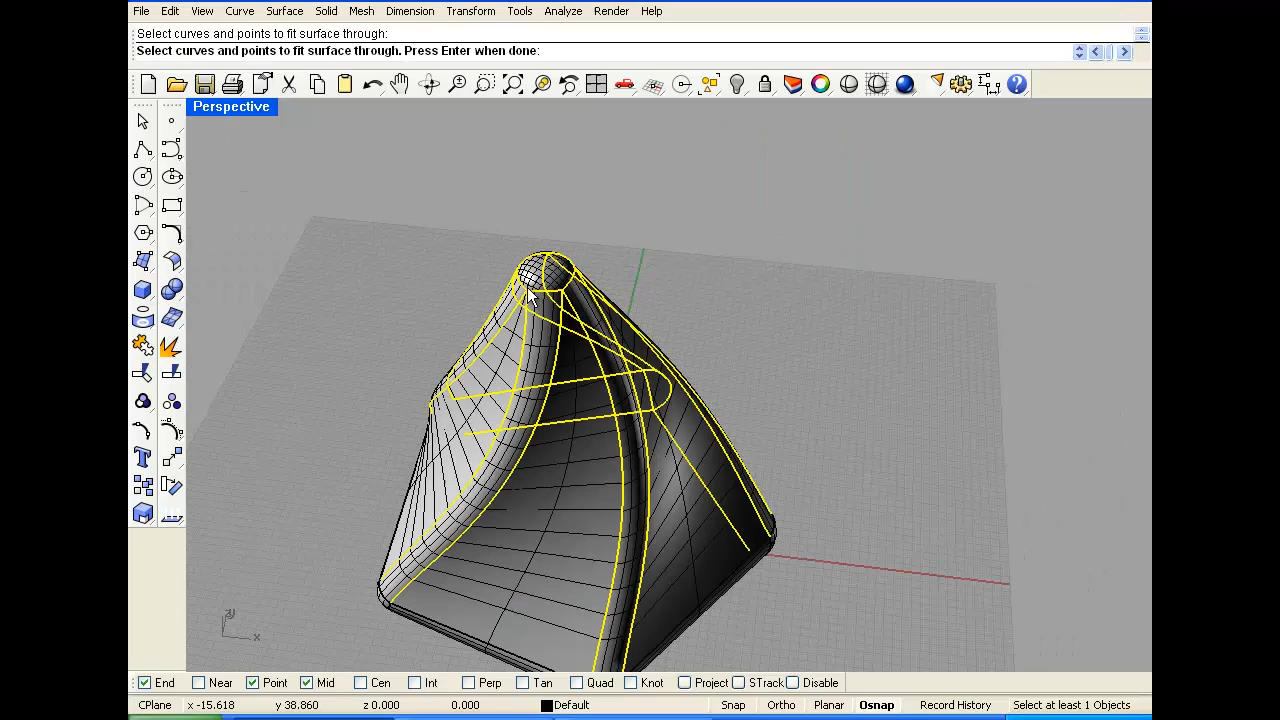 File Edit View Curve Surface Solid Mesh Dimension Transform Tools Analyze Render Help
Select curves and points to fit surface through:
Select curves and points to fit surface through. Press Enter when done:
Perspective
x
End Near Point Mid Cen Int Perp Tan Quad Knot Project STrack Disable
CPlane x -15.618 y 38.860 z 0.000 0.000 Default Snap Ortho Planar Osnap Record History Select at least 1 Objects